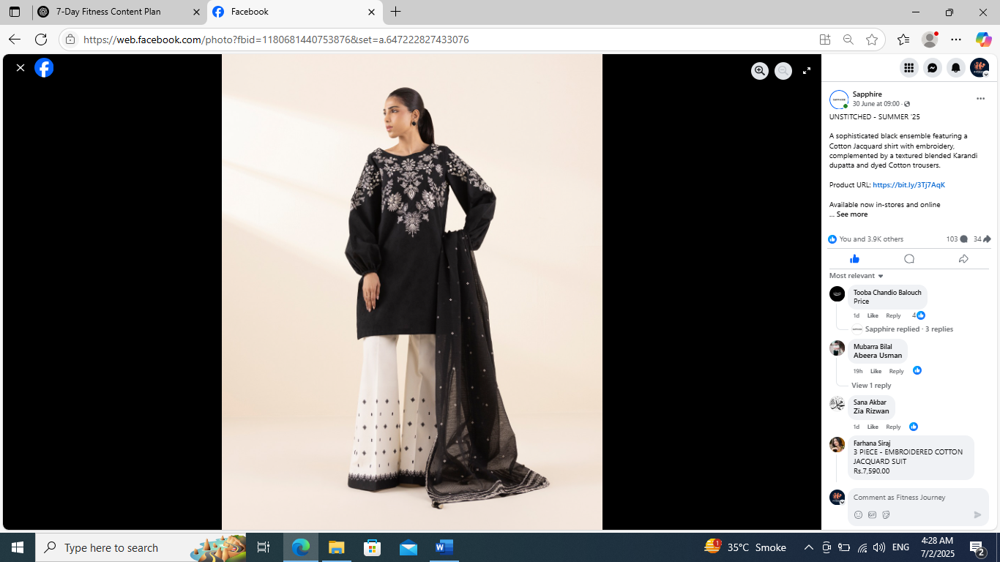 7-Day Fitness Content Plan
Facebook
https://web.facebook.com/photo?fbid=1180681440753876&set=a.647222827433076
Sapphire
30 June at 09:00 ·
UNSTITCHED - SUMMER '25
A sophisticated black ensemble featuring a
Cotton Jacquard shirt with embroidery,
complemented by a textured blended Karandi
dupatta and dyed Cotton trousers.
Product URL: https://bit.ly/3Tj7AqK
Available now in-stores and online
... See more
You and 3.9K others 103 34
Most relevant
Tooba Chandio Balouch
Price
1d Like Reply 4
Sapphire replied · 3 replies
Mubarra Bilal
Abeera Usman
19h Like Reply
View 1 reply
Sana Akbar
Zia Rizwan
1d Like Reply
Farhana Siraj
3 PIECE - EMBROIDERED COTTON
JACQUARD SUIT
Rs.7,590.00
Comment as Fitness Journey
GIF
Type here to search
1
35°C Smoke
ENG
4:28 AM
7/2/2025
2